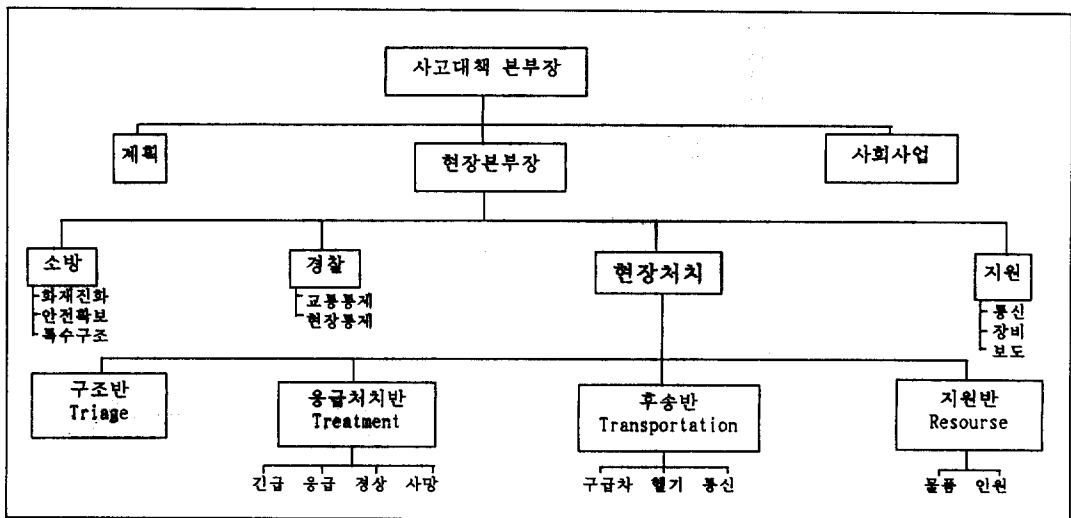 사고대책 본부장
계획
현장본부장
사회사업
소방
화재진화
안전확보
특수구조
경찰
교통통제
현장통제
현장처치
지원
통신
장비
보도
구조반
Triage
응급처치반
Treatment
후송반
Transportation
지원반
Resourse
긴급 응급 경상 사망
구급차 헬기 통신
물품 인원